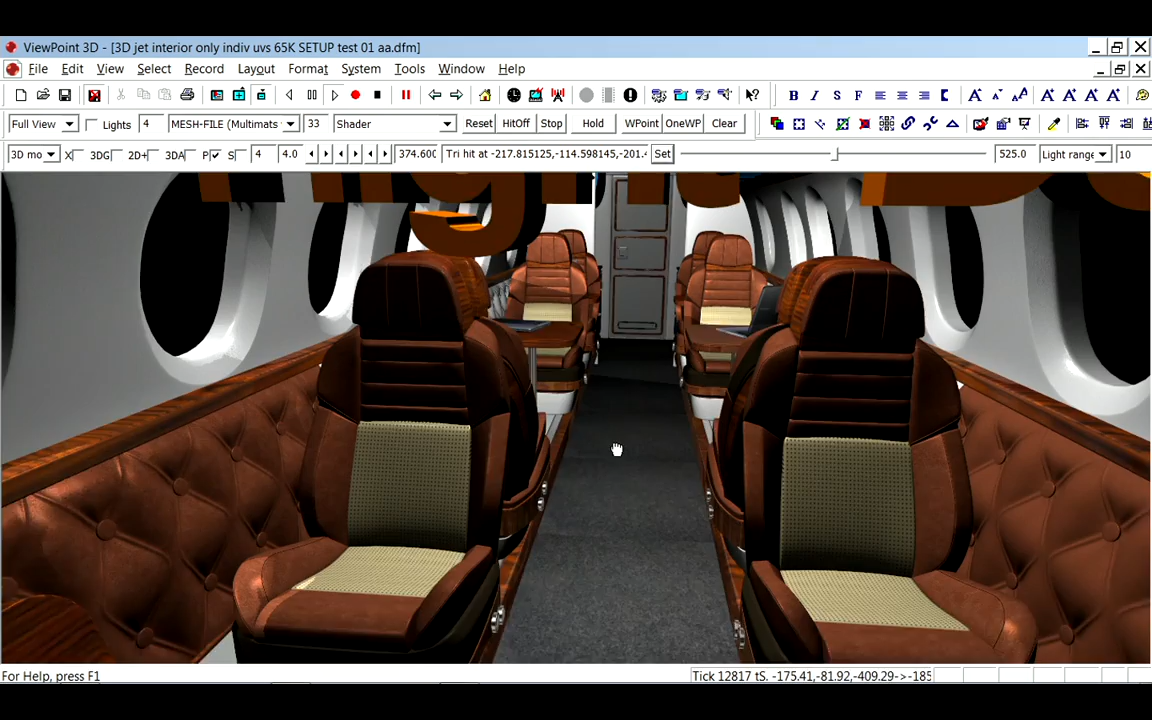 ViewPoint 3D - [3D jet interior only indiv uvs 65K SETUP test 01 aa.dfm]
File Edit View Select Record Layout Format System Tools Window Help
B I S F
Full View Lights 4 MESH-FILE (Multimats 33 Shader Reset HitOff Stop Hold WPoint OneWP Clear
3D mo X 3DG 2D+ 3DA P S 4 4.0 374.600 Tri hit at -217.815125,-114.598145,-201.4 Set 525.0 Light range 10
For Help, press F1
Tick 12817 tS. -175.41,-81.92,-409.29->-185